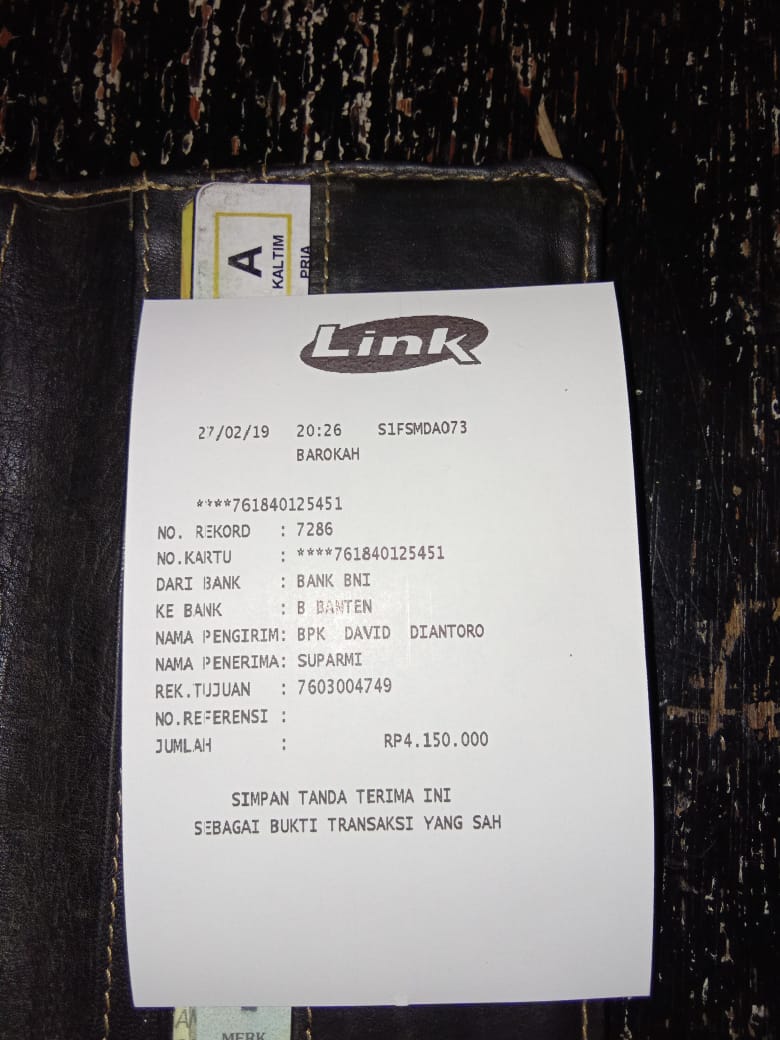 A
KALTIM
PRIA
Link
27/02/19 20:26 S1FSMDA073
BAROKAH
****761840125451
NO. REKORD : 7286
NO.KARTU : ****761840125451
DARI BANK : BANK BNI
KE BANK : B BANTEN
NAMA PENGIRIM: BPK DAVID DIANTORO
NAMA PENERIMA: SUPARMI
REK.TUJUAN : 7603004749
NO.REFERENSI :
JUMLAH : RP4.150.000
SIMPAN TANDA TERIMA INI
SEBAGAI BUKTI TRANSAKSI YANG SAH
MERK